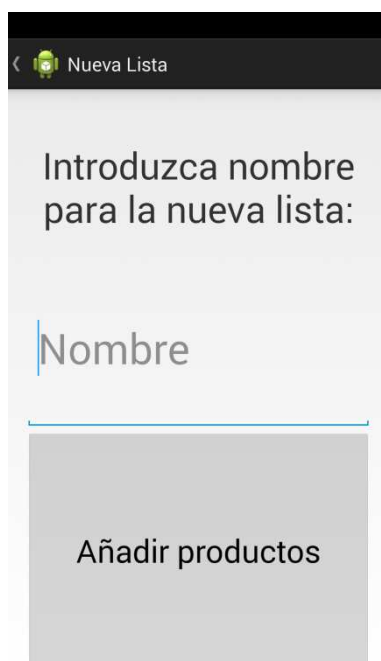 Nueva Lista
Introduzca nombre
para la nueva lista:
Nombre
Añadir productos